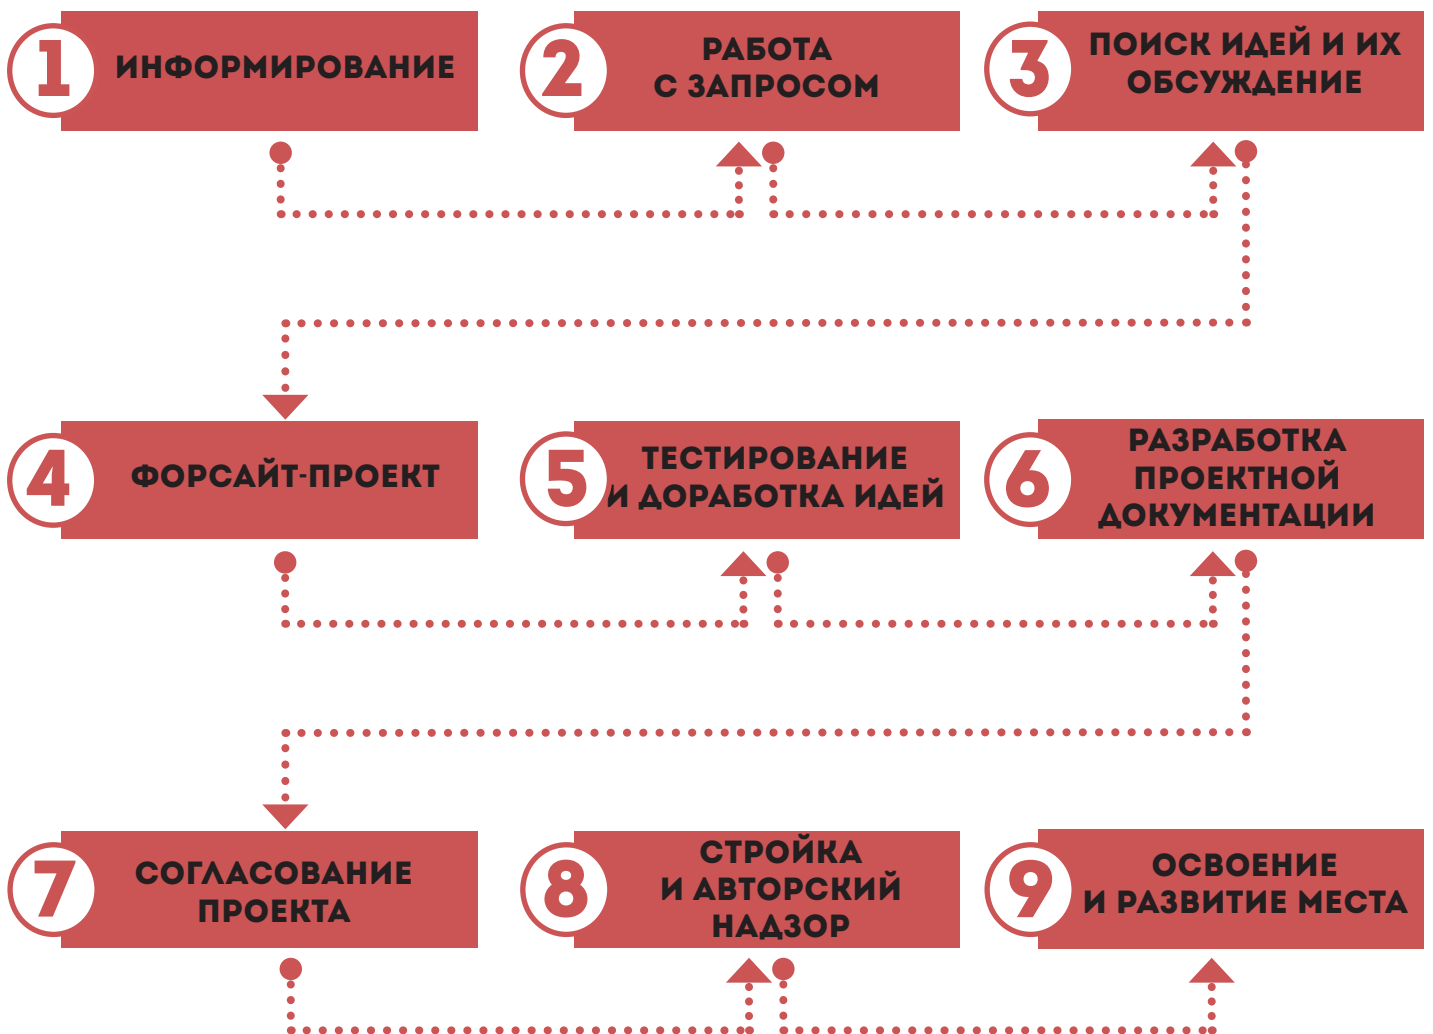 1
ИНФОРМИРОВАНИЕ
2
РАБОТА
С ЗАПРОСОМ
3
ПОИСК ИДЕЙ И ИХ
ОБСУЖДЕНИЕ
4
ФОРСАЙТ-ПРОЕКТ
5
ТЕСТИРОВАНИЕ
И ДОРАБОТКА ИДЕЙ
6
РАЗРАБОТКА
ПРОЕКТНОЙ
ДОКУМЕНТАЦИИ
7
СОГЛАСОВАНИЕ
ПРОЕКТА
8
СТРОЙКА
И АВТОРСКИЙ
НАДЗОР
9
ОСВОЕНИЕ
И РАЗВИТИЕ МЕСТА